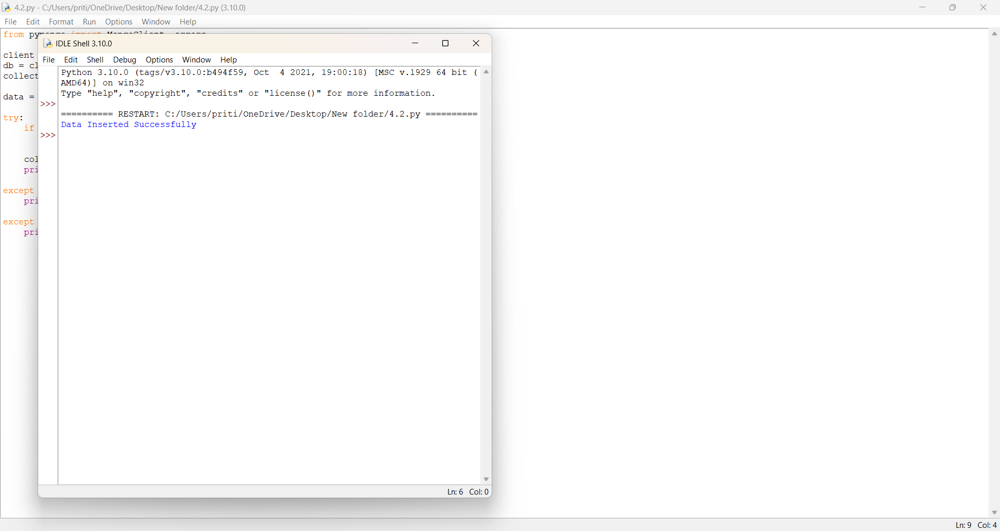 4.2.py - C:/Users/priti/OneDrive/Desktop/New folder/4.2.py (3.10.0)
File Edit Format Run Options Window Help
from pymongo import MongoClient, errors
client
db = cl
collect
data =
try:
if
col
pri
except
pri
except
pri
IDLE Shell 3.10.0
File Edit Shell Debug Options Window Help
Python 3.10.0 (tags/v3.10.0:b494f59, Oct  4 2021, 19:00:18) [MSC v.1929 64 bit (
AMD64)] on win32
Type "help", "copyright", "credits" or "license()" for more information.
>>>
========== RESTART: C:/Users/priti/OneDrive/Desktop/New folder/4.2.py ==========
Data Inserted Successfully
>>>
Ln: 6 Col: 0
Ln: 9 Col: 4